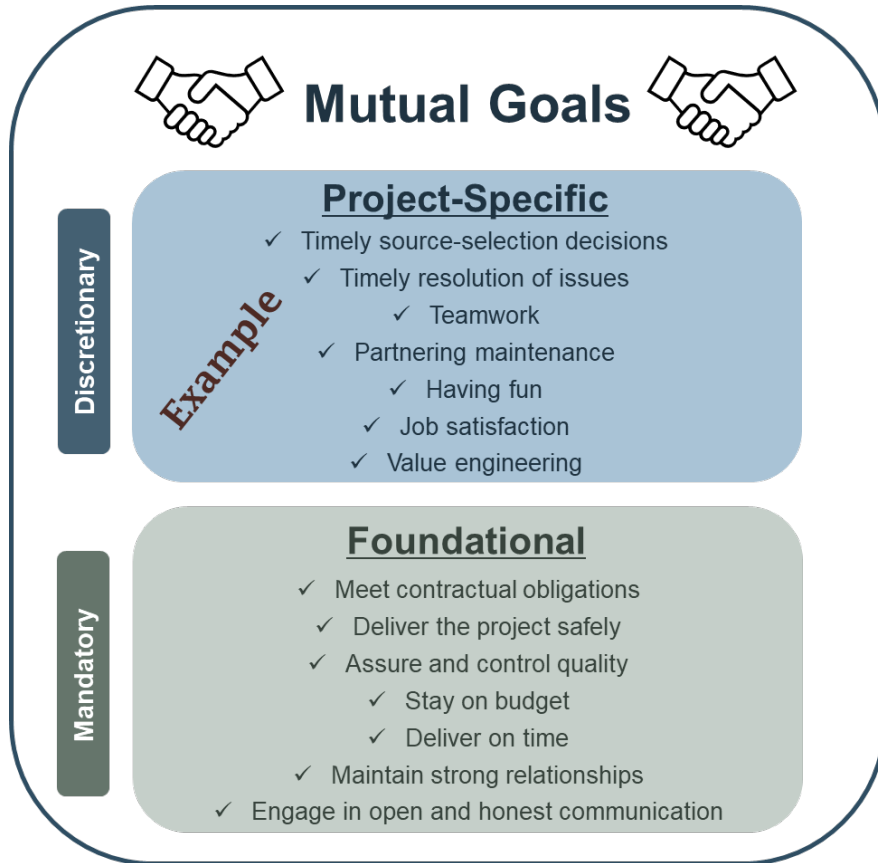 Mutual Goals
Discretionary
Project-Specific
✓ Timely source-selection decisions
✓ Timely resolution of issues
✓ Teamwork
✓ Partnering maintenance
✓ Having fun
✓ Job satisfaction
✓ Value engineering
Example
Mandatory
Foundational
✓ Meet contractual obligations
✓ Deliver the project safely
✓ Assure and control quality
✓ Stay on budget
✓ Deliver on time
✓ Maintain strong relationships
✓ Engage in open and honest communication